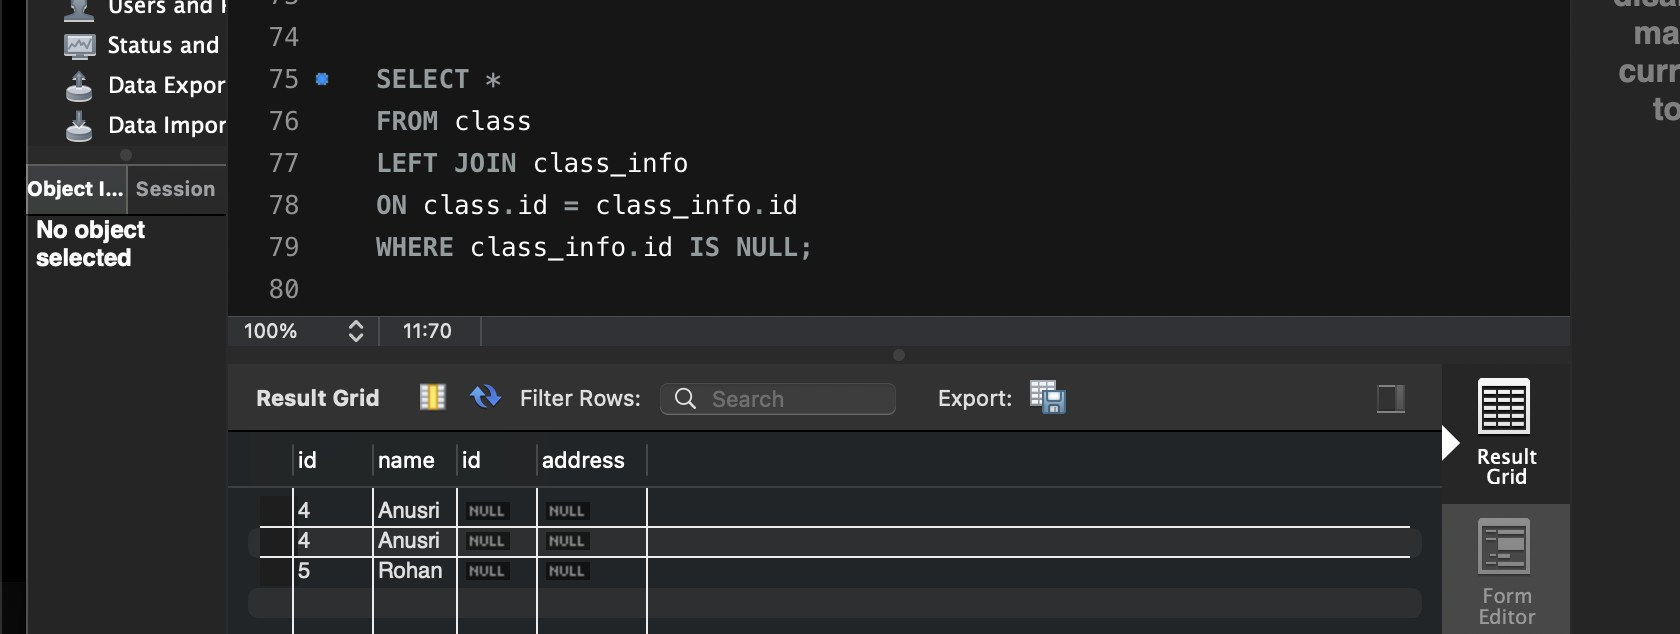 Users and
Status and
Data Expor
Data Impor
Object I... Session
No object
selected
74
75 SELECT *
76 FROM class
77 LEFT JOIN class_info
78 ON class.id = class_info.id
79 WHERE class_info.id IS NULL;
80
100% 11:70
Result Grid Filter Rows: Search Export:
id name id address
4 Anusri NULL NULL
4 Anusri NULL NULL
5 Rohan NULL NULL
Result
Grid
Form
Editor
ma
curr
to